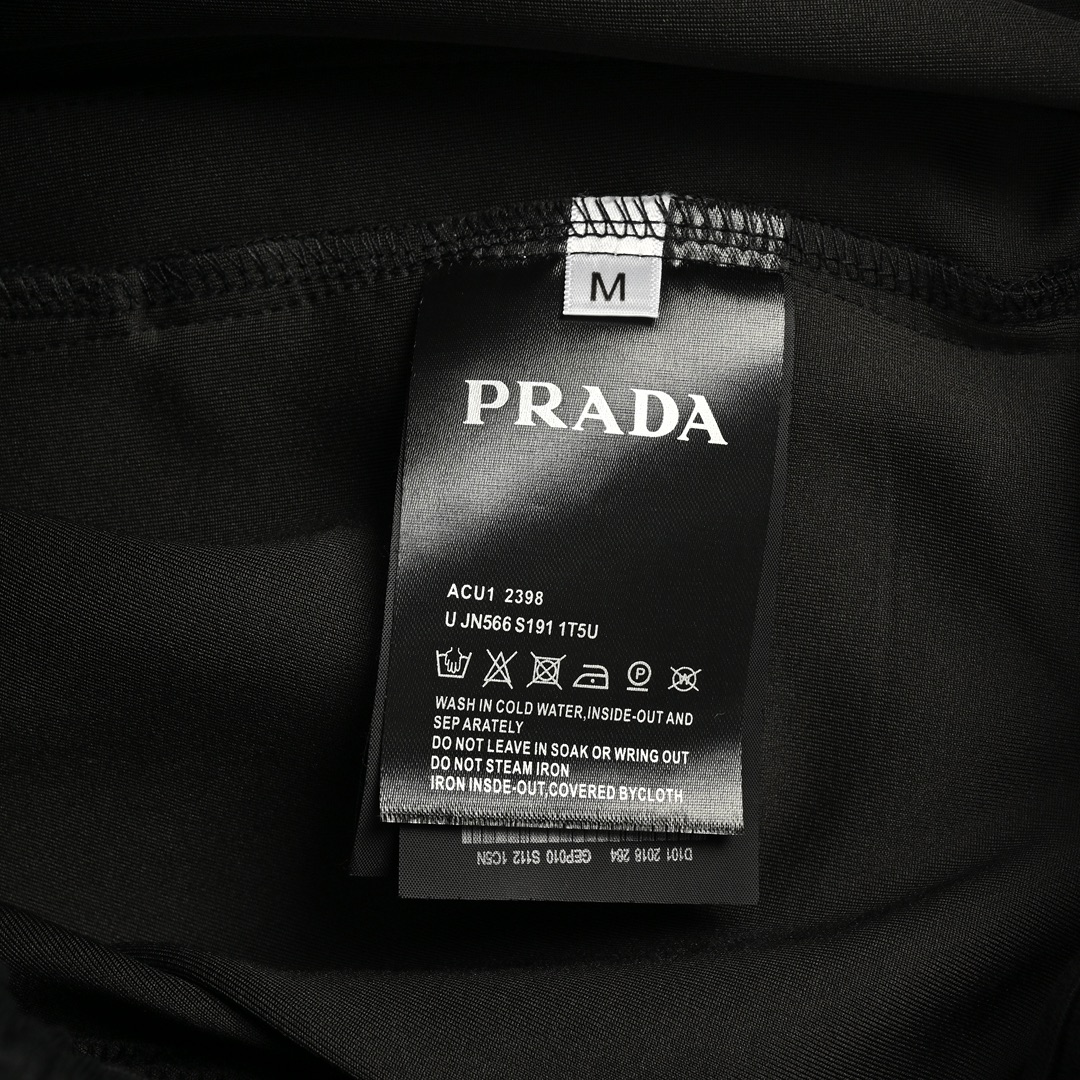 M
PRADA
ACU1 2398
U JN566 S191 1T5U
P
W
WASH IN COLD WATER,INSIDE-OUT AND
SEP ARATELY
DO NOT LEAVE IN SOAK OR WRING OUT
DO NOT STEAM IRON
IRON INSDE-OUT,COVERED BYCLOTH
D101 2018 264 GEP010 S112 1C5N